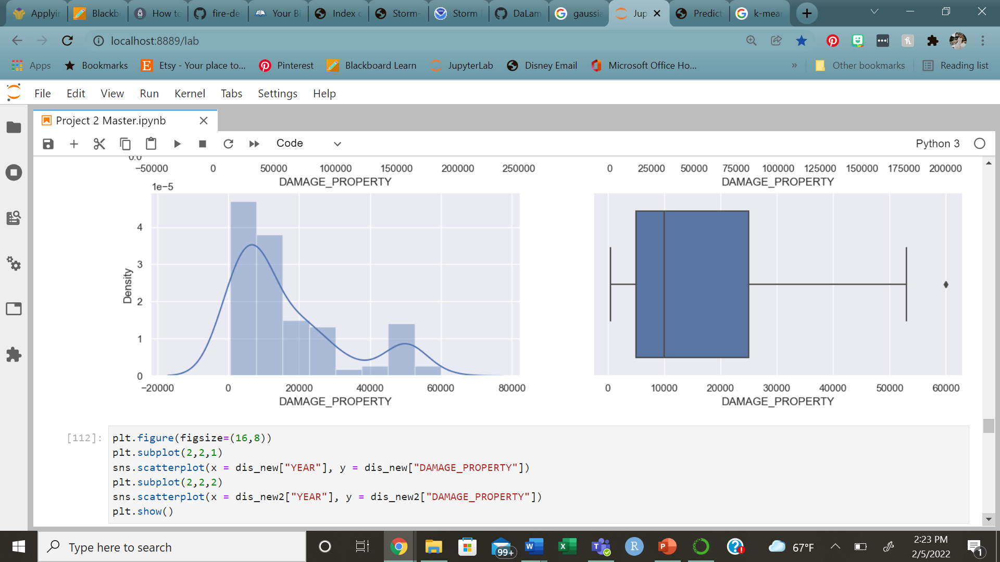 Applyin Blackb How to fire-de Your Bi Index o Storm- Storm DaLam gaussia Jup Predict k-mear
localhost:8889/lab
Apps Bookmarks Etsy - Your place to... Pinterest Blackboard Learn JupyterLab Disney Email Microsoft Office Ho... » Other bookmarks Reading list
File Edit View Run Kernel Tabs Settings Help
Project 2 Master.ipynb
Code Python 3
0.0
−50000 0 50000 100000 150000 200000 250000 0 25000 50000 75000 100000 125000 150000 175000 200000
DAMAGE_PROPERTY DAMAGE_PROPERTY
1e−5
4
3
Density
2
1
0
−20000 0 20000 40000 60000 80000 0 10000 20000 30000 40000 50000 60000
DAMAGE_PROPERTY DAMAGE_PROPERTY
[112]: plt.figure(figsize=(16,8))
plt.subplot(2,2,1)
sns.scatterplot(x = dis_new["YEAR"], y = dis_new["DAMAGE_PROPERTY"])
plt.subplot(2,2,2)
sns.scatterplot(x = dis_new2["YEAR"], y = dis_new2["DAMAGE_PROPERTY"])
plt.show()
Type here to search 99+ W X R P 67°F 2:23 PM
2/5/2022 1